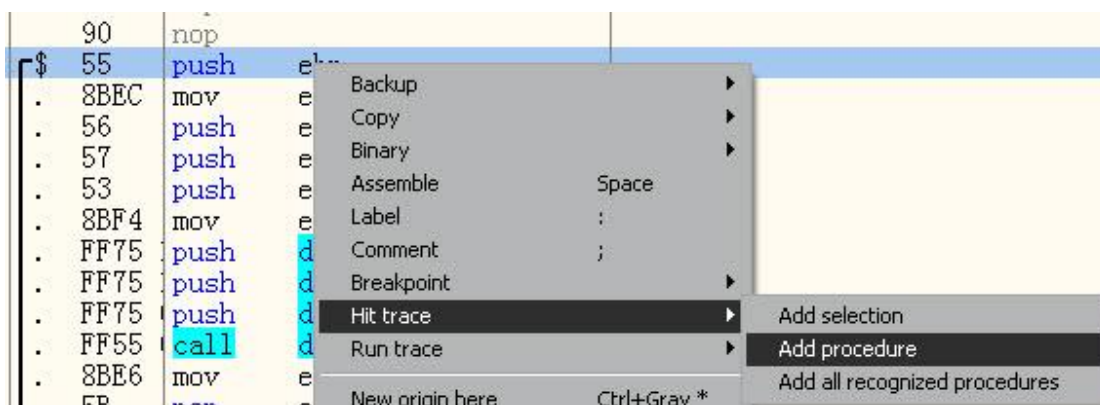 90 nop
$ 55 push
. 8BEC mov
. 56 push
. 57 push
. 53 push
. 8BF4 mov
. FF75 push
. FF75 push
. FF75 push
. FF55 call
. 8BE6 mov
Backup
Copy
Binary
Assemble Space
Label :
Comment ;
Breakpoint
Hit trace
Run trace
New origin here Ctrl+Gray *
Add selection
Add procedure
Add all recognized procedures